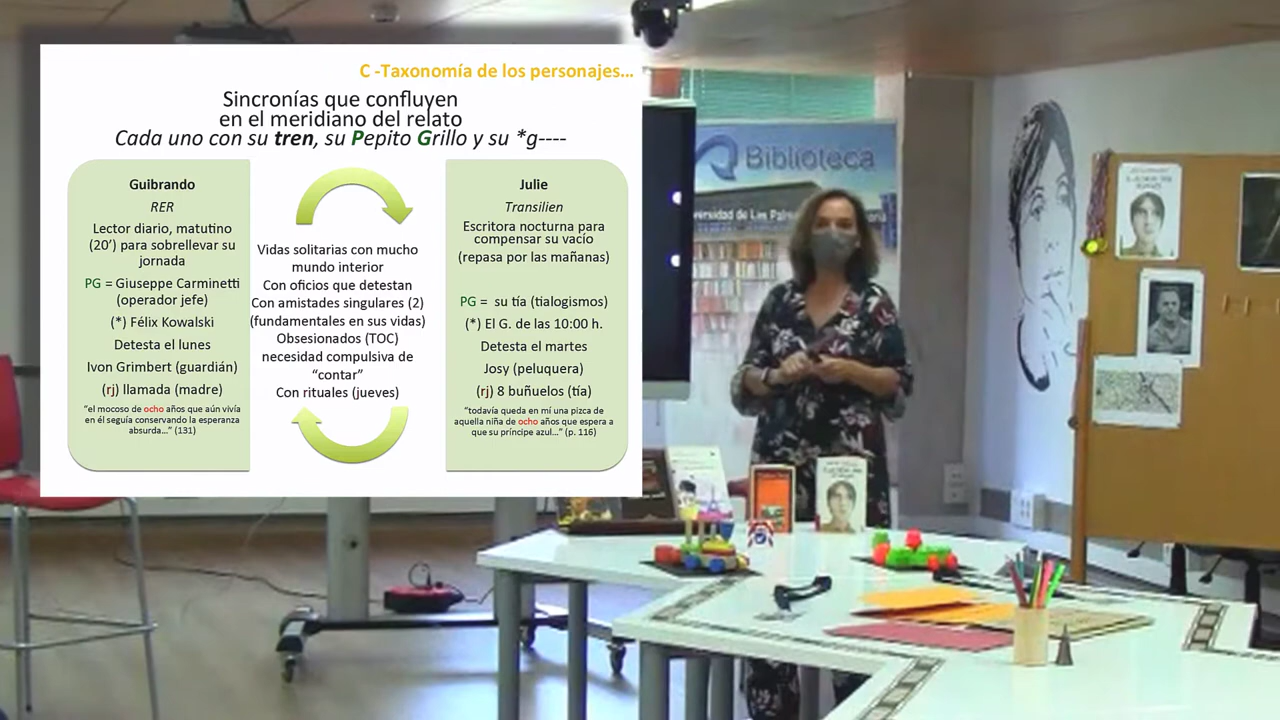 C -Taxonomía de los personajes...
Sincronías que confluyen
en el meridiano del relato
Cada uno con su tren, su Pepito Grillo y su *g----
Guibrando
RER
Lector diario, matutino
(20’) para sobrellevar su
jornada
PG = Giuseppe Carminetti
(operador jefe)
(*) Félix Kowalski
Detesta el lunes
Ivon Grimbert (guardián)
(rj) llamada (madre)
“el mocoso de ocho años que aún vivía
en él seguía conservando la esperanza
absurda...” (131)
Vidas solitarias con mucho
mundo interior
Con oficios que detestan
Con amistades singulares (2)
(fundamentales en sus vidas)
Obsesionados (TOC)
necesidad compulsiva de
“contar”
Con rituales (jueves)
Julie
Transilien
Escritora nocturna para
compensar su vacío
(repasa por las mañanas)
PG = su tía (tialogismos)
(*) El G. de las 10:00 h.
Detesta el martes
Josy (peluquera)
(rj) 8 buñuelos (tía)
“todavía queda en mí una pizca de
aquella niña de ocho años que espera a
que su príncipe azul...” (p. 116)
Biblioteca